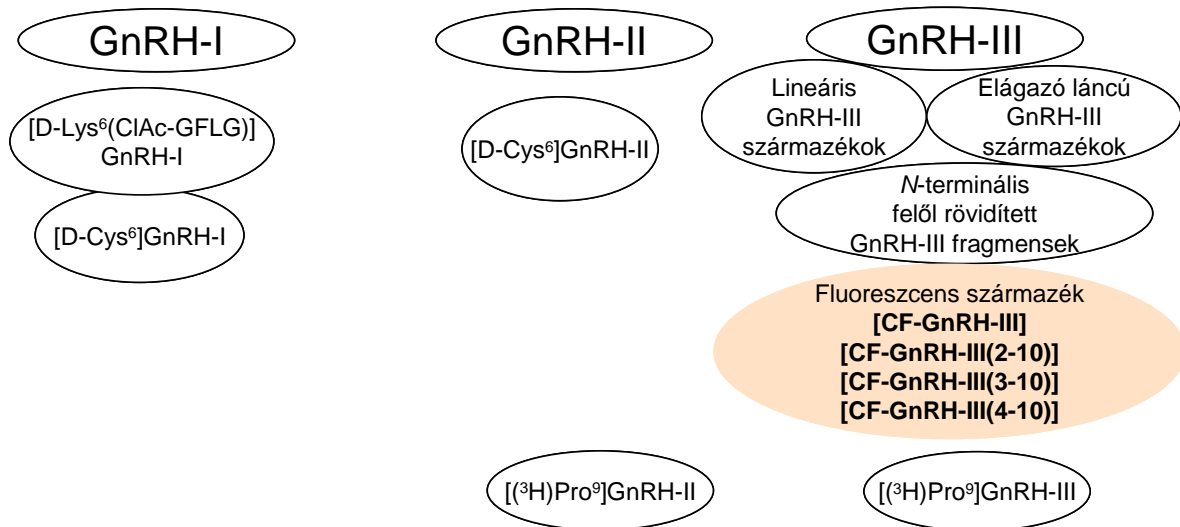 GnRH-I
[D-Lys⁶(ClAc-GFLG)]
GnRH-I
[D-Cys⁶]GnRH-I
GnRH-II
[D-Cys⁶]GnRH-II
[(³H)Pro⁹]GnRH-II
GnRH-III
Lineáris
GnRH-III
származékok
Elágazó láncú
GnRH-III
származékok
N-terminális
felől rövidített
GnRH-III fragmensek
Fluoreszcens származék
[CF-GnRH-III]
[CF-GnRH-III(2-10)]
[CF-GnRH-III(3-10)]
[CF-GnRH-III(4-10)]
[(³H)Pro⁹]GnRH-III